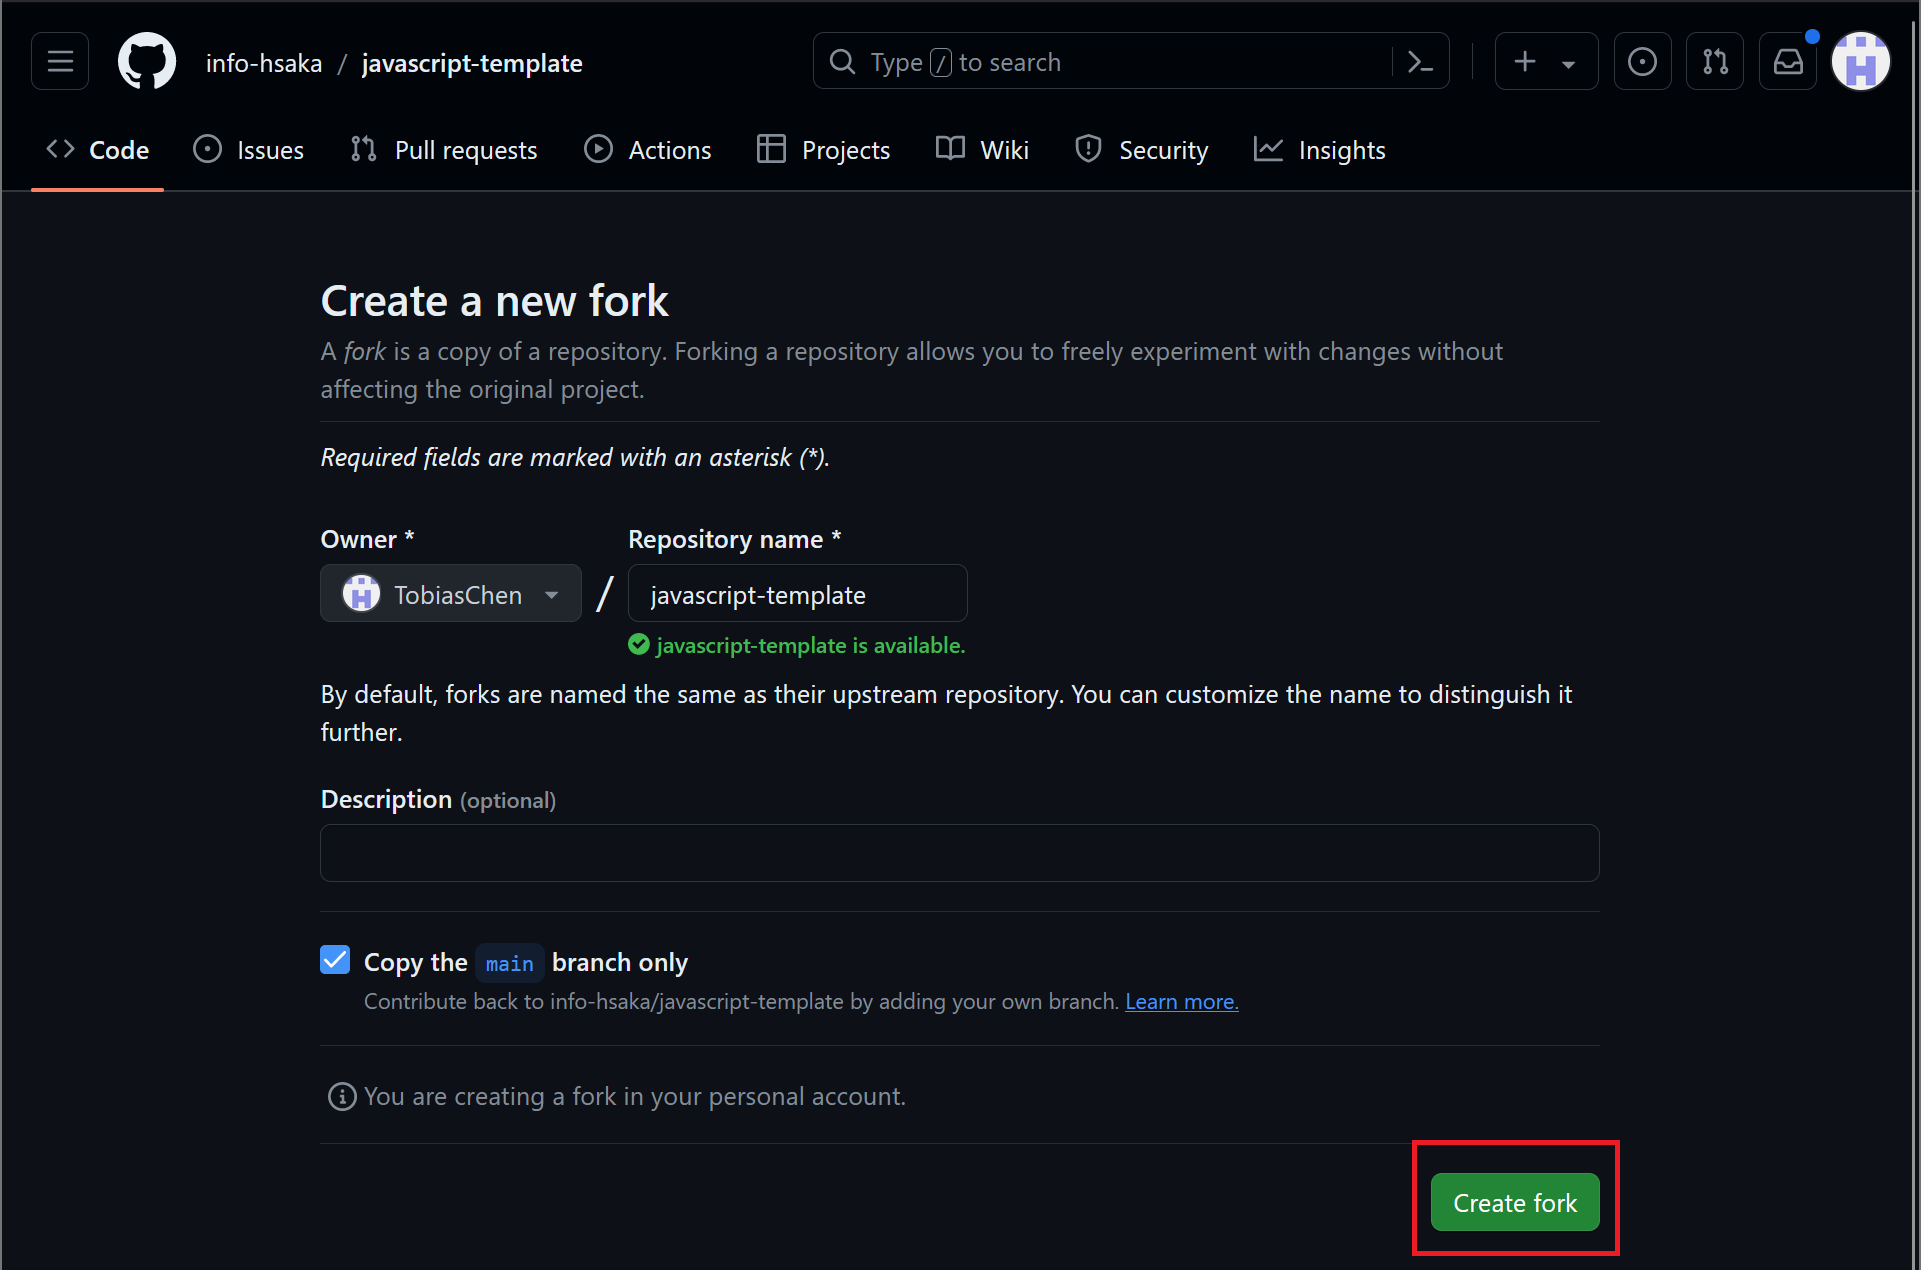 info-hsaka / javascript-template
Type / to search
Code Issues Pull requests Actions Projects Wiki Security Insights
Create a new fork
A fork is a copy of a repository. Forking a repository allows you to freely experiment with changes without
affecting the original project.
Required fields are marked with an asterisk (*).
Owner * Repository name *
TobiasChen / javascript-template
javascript-template is available.
By default, forks are named the same as their upstream repository. You can customize the name to distinguish it
further.
Description (optional)
Copy the main branch only
Contribute back to info-hsaka/javascript-template by adding your own branch. Learn more.
You are creating a fork in your personal account.
Create fork